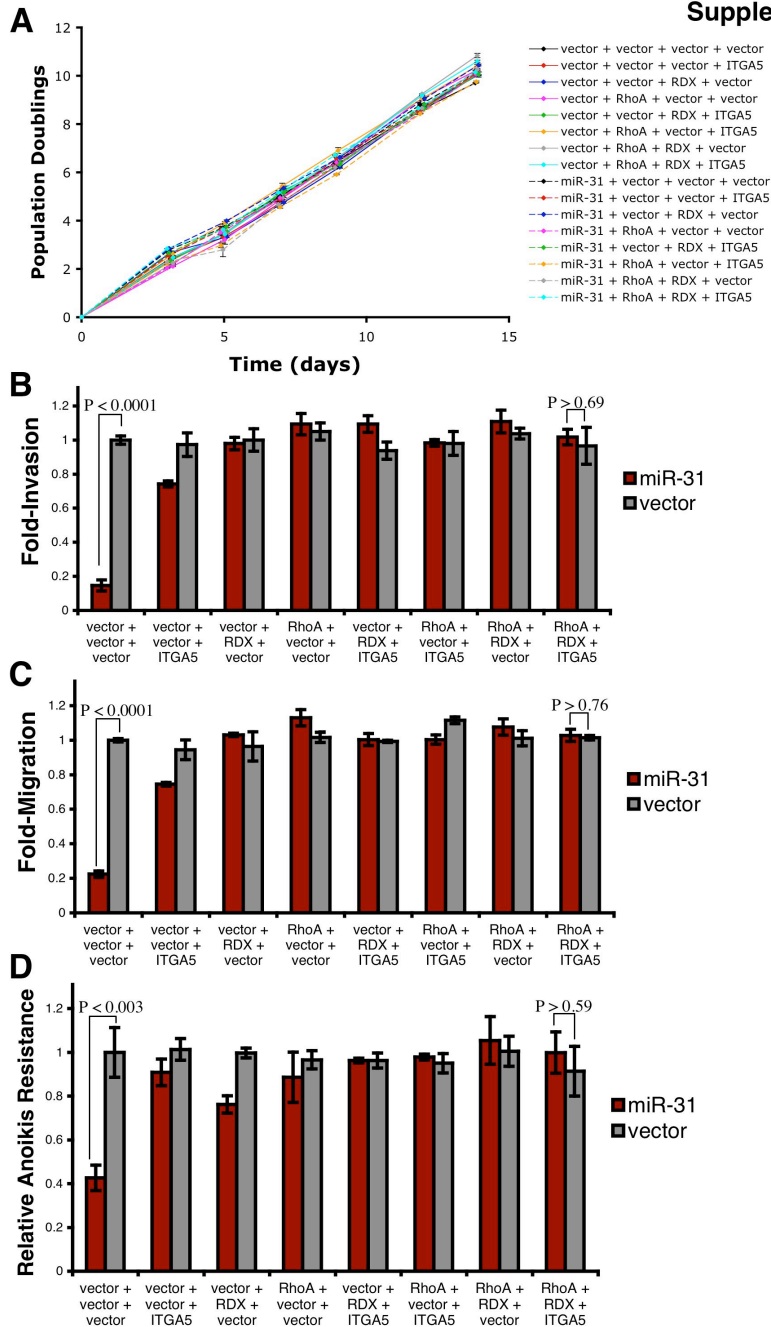 Supple
A
12
10
8
6
4
2
0
0
5
10
15
Population Doublings
Time (days)
vector + vector + vector + vector
vector + vector + vector + ITGA5
vector + vector + RDX + vector
vector + RhoA + vector + vector
vector + vector + RDX + ITGA5
vector + RhoA + vector + ITGA5
vector + RhoA + RDX + vector
vector + RhoA + RDX + ITGA5
miR-31 + vector + vector + vector
miR-31 + vector + vector + ITGA5
miR-31 + vector + RDX + vector
miR-31 + RhoA + vector + vector
miR-31 + vector + RDX + ITGA5
miR-31 + RhoA + vector + ITGA5
miR-31 + RhoA + RDX + vector
miR-31 + RhoA + RDX + ITGA5
B
Fold-Invasion
1.2
1
0.8
0.6
0.4
0.2
0
P < 0.0001
P > 0.69
miR-31
vector
vector + vector + vector + RhoA + vector + RhoA + RhoA + RhoA +
vector + vector + RDX + vector + RDX + vector + RDX + RDX +
vector ITGA5 vector vector ITGA5 ITGA5 vector ITGA5
C
Fold-Migration
1.2
1
0.8
0.6
0.4
0.2
0
P < 0.0001
P > 0.76
miR-31
vector
vector + vector + vector + RhoA + vector + RhoA + RhoA + RhoA +
vector + vector + RDX + vector + RDX + vector + RDX + RDX +
vector ITGA5 vector vector ITGA5 ITGA5 vector ITGA5
D
Relative Anoikis Resistance
1.2
1
0.8
0.6
0.4
0.2
0
P < 0.003
P > 0.59
miR-31
vector
vector + vector + vector + RhoA + vector + RhoA + RhoA + RhoA +
vector + vector + RDX + vector + RDX + vector + RDX + RDX +
vector ITGA5 vector vector ITGA5 ITGA5 vector ITGA5